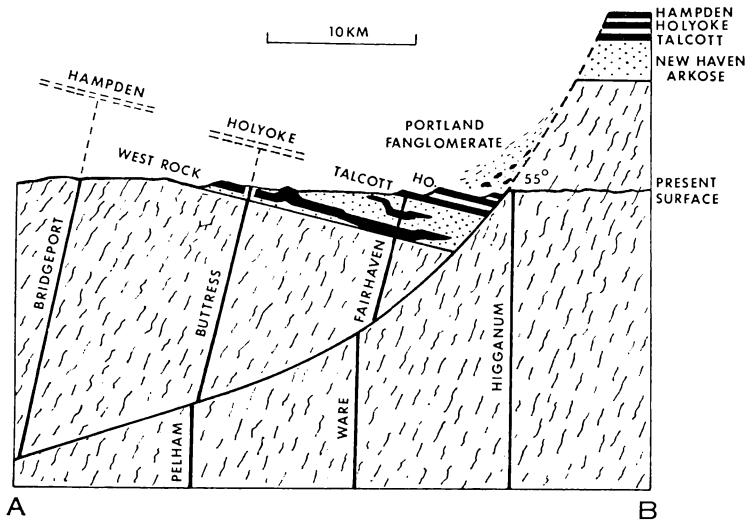 HAMPDEN
HOLYOKE
TALCOTT
NEW HAVEN
ARKOSE
10 KM
HAMPDEN
HOLYOKE
PORTLAND
FANGLOMERATE
WEST ROCK
TALCOTT
HO
55°
PRESENT
SURFACE
BRIDGEPORT
BUTTRESS
FAIRHAVEN
HIGGANUM
PELHAM
WARE
A
B